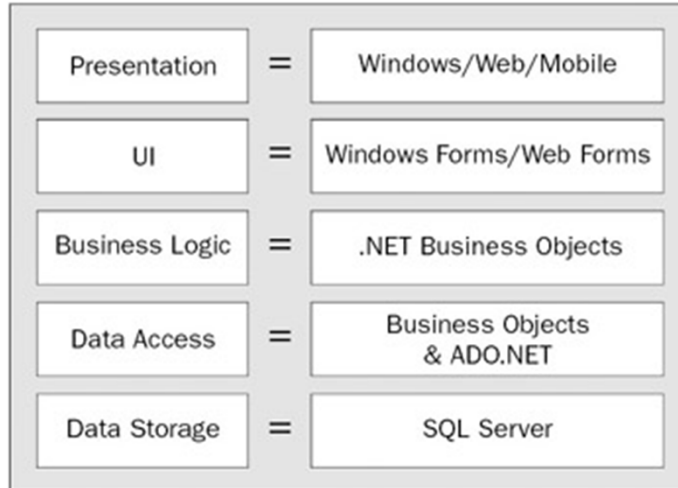 Presentation = Windows/Web/Mobile
UI = Windows Forms/Web Forms
Business Logic = .NET Business Objects
Data Access = Business Objects
& ADO.NET
Data Storage = SQL Server